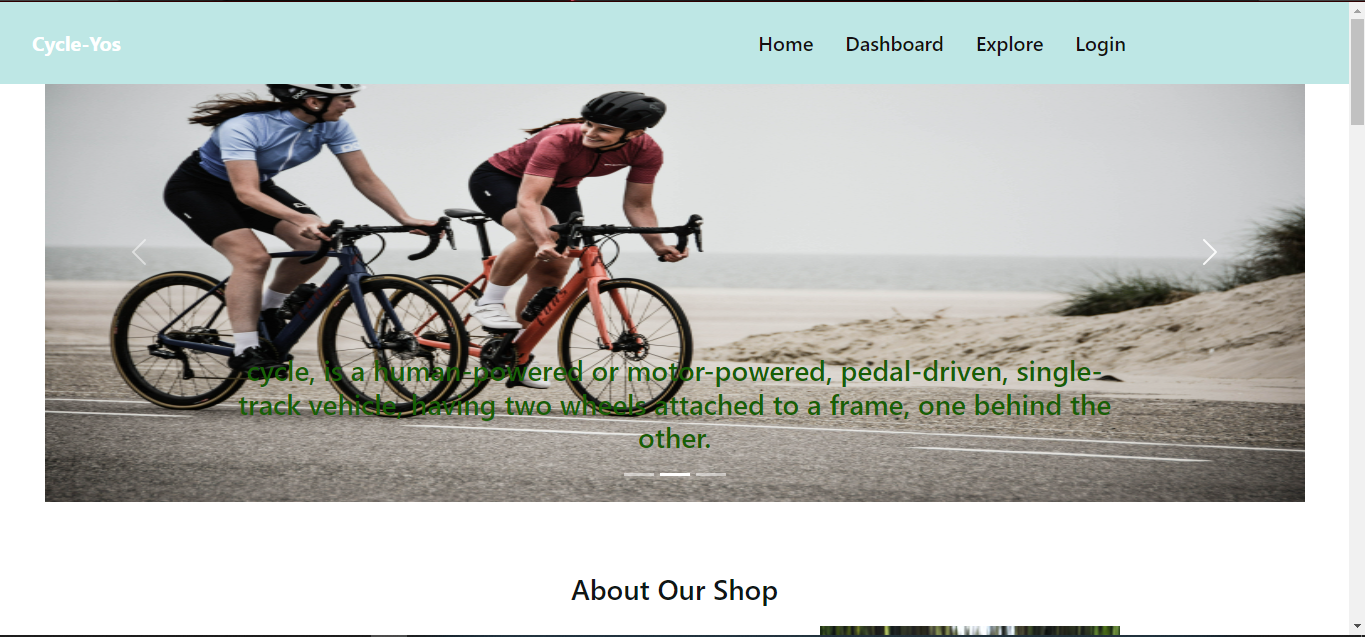 Cycle-Yos
Home
Dashboard
Explore
Login
cycle, is a human-powered or motor-powered, pedal-driven, single-
track vehicle, having two wheels attached to a frame, one behind the
other.
About Our Shop